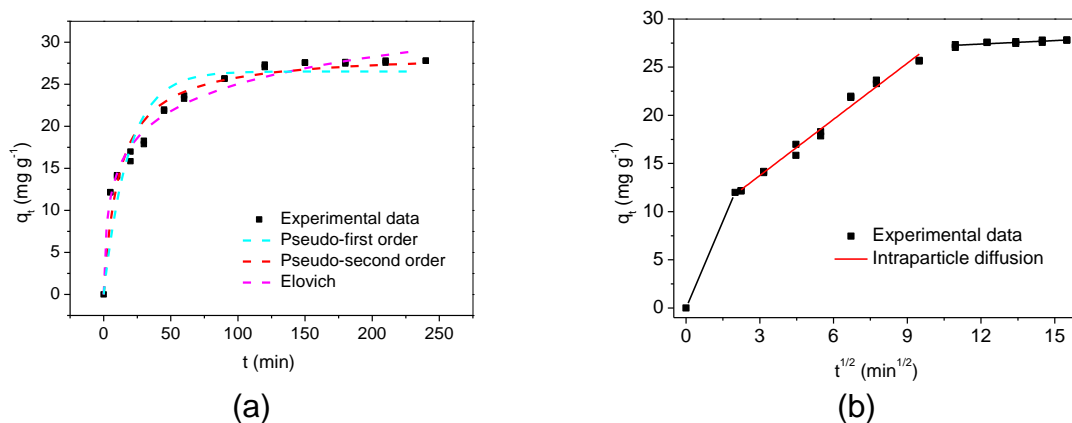 30
25
20
15
10
5
0
q_t (mg g^-1)
Experimental data
Pseudo-first order
Pseudo-second order
Elovich
0 50 100 150 200 250
t (min)
(a)
30
25
20
15
10
5
0
q_t (mg g^-1)
Experimental data
Intraparticle diffusion
0 3 6 9 12 15
t^1/2 (min^1/2)
(b)